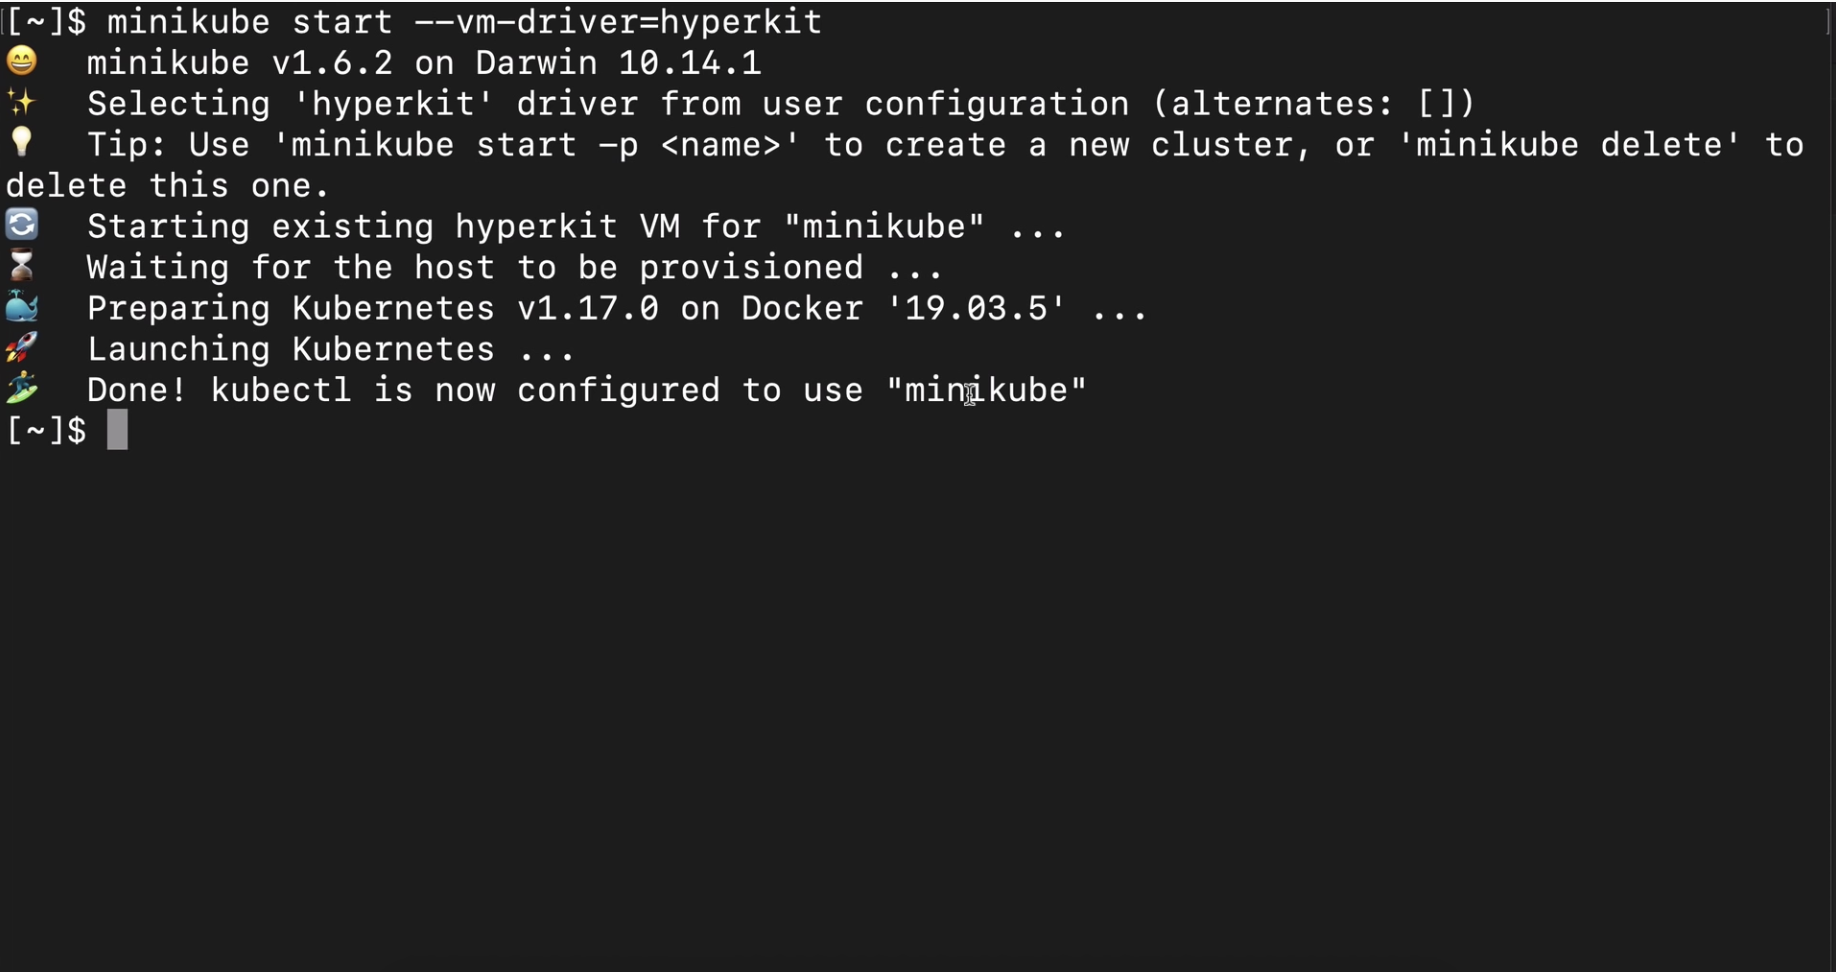 [~]$ minikube start --vm-driver=hyperkit
😄 minikube v1.6.2 on Darwin 10.14.1
✨ Selecting 'hyperkit' driver from user configuration (alternates: [])
💡 Tip: Use 'minikube start -p <name>' to create a new cluster, or 'minikube delete' to
delete this one.
🔄 Starting existing hyperkit VM for "minikube" ...
⌛ Waiting for the host to be provisioned ...
🐳 Preparing Kubernetes v1.17.0 on Docker '19.03.5' ...
🚀 Launching Kubernetes ...
🏄 Done! kubectl is now configured to use "minikube"
[~]$